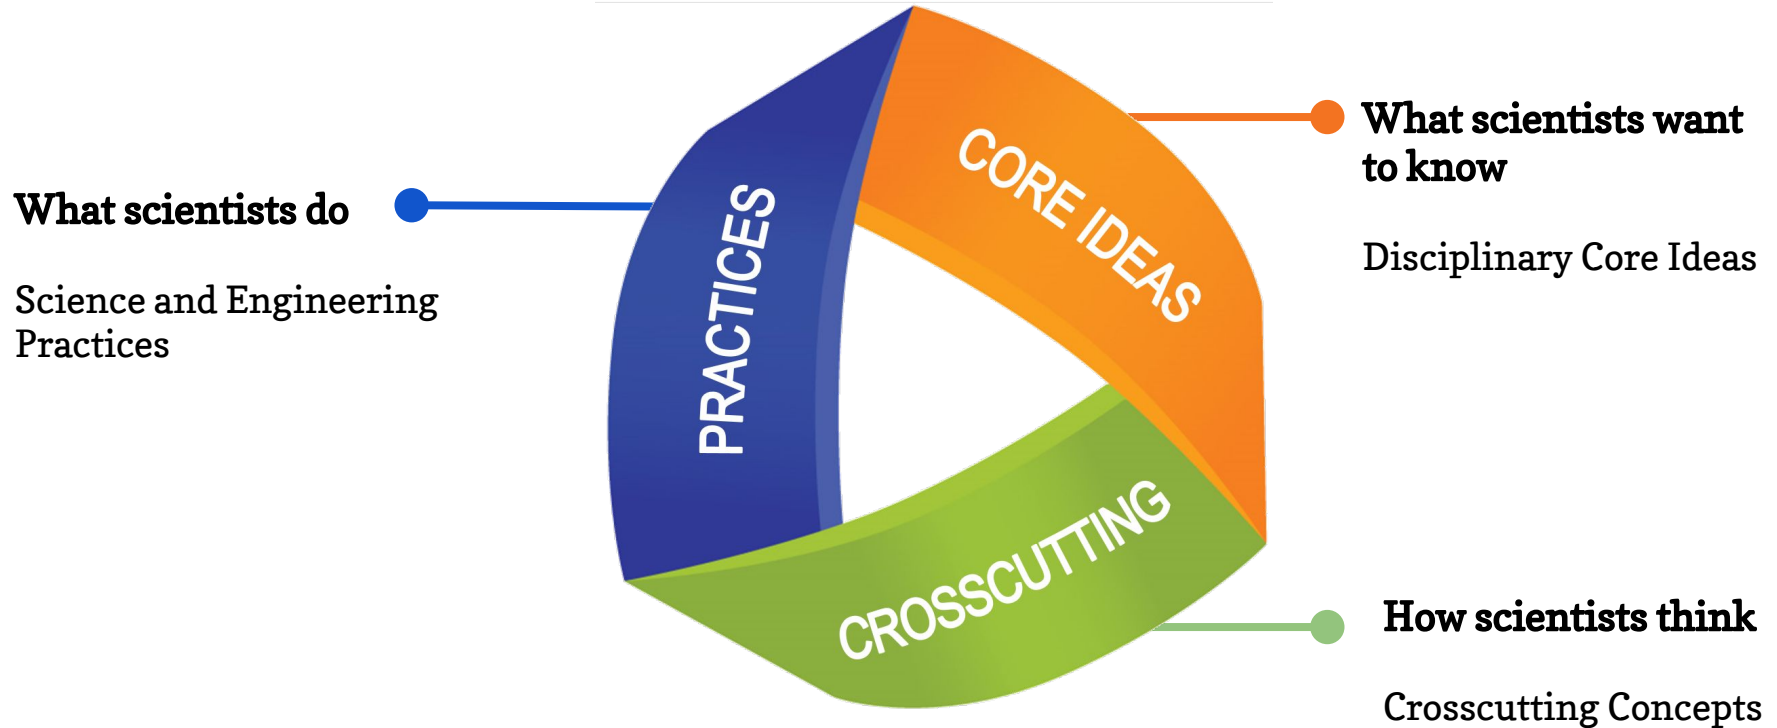 What scientists do
Science and Engineering
Practices
PRACTICES
CORE IDEAS
CROSSCUTTING
What scientists want
to know
Disciplinary Core Ideas
How scientists think
Crosscutting Concepts